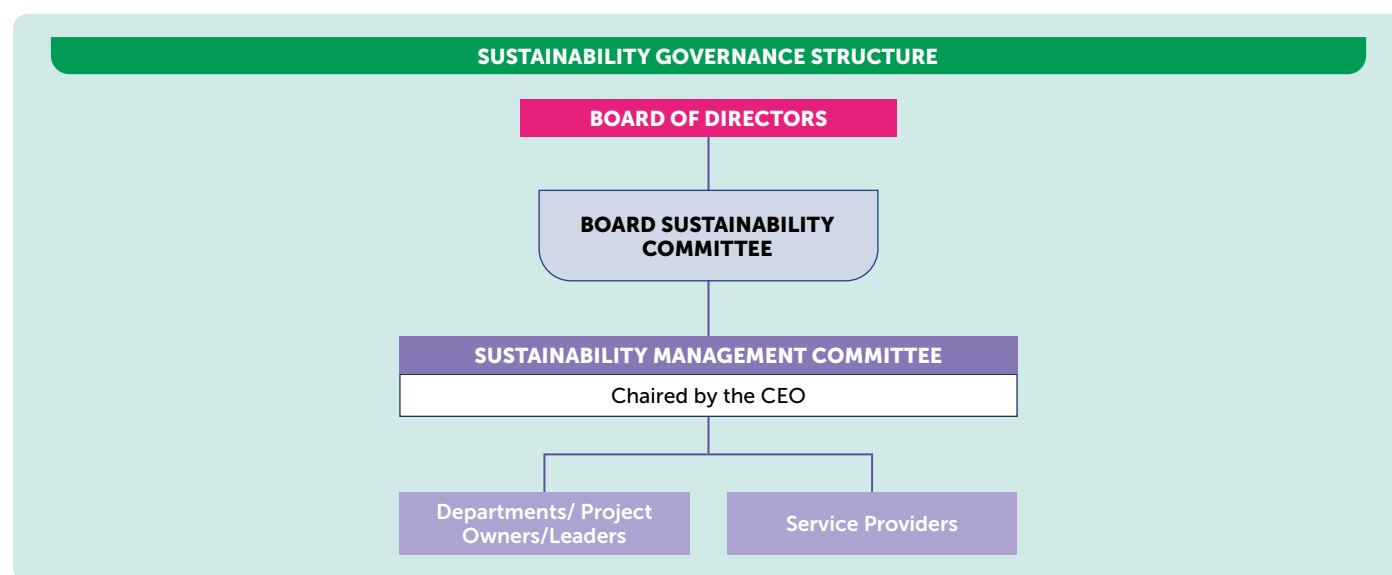 SUSTAINABILITY GOVERNANCE STRUCTURE
BOARD OF DIRECTORS
BOARD SUSTAINABILITY
COMMITTEE
SUSTAINABILITY MANAGEMENT COMMITTEE
Chaired by the CEO
Departments/ Project
Owners/Leaders
Service Providers